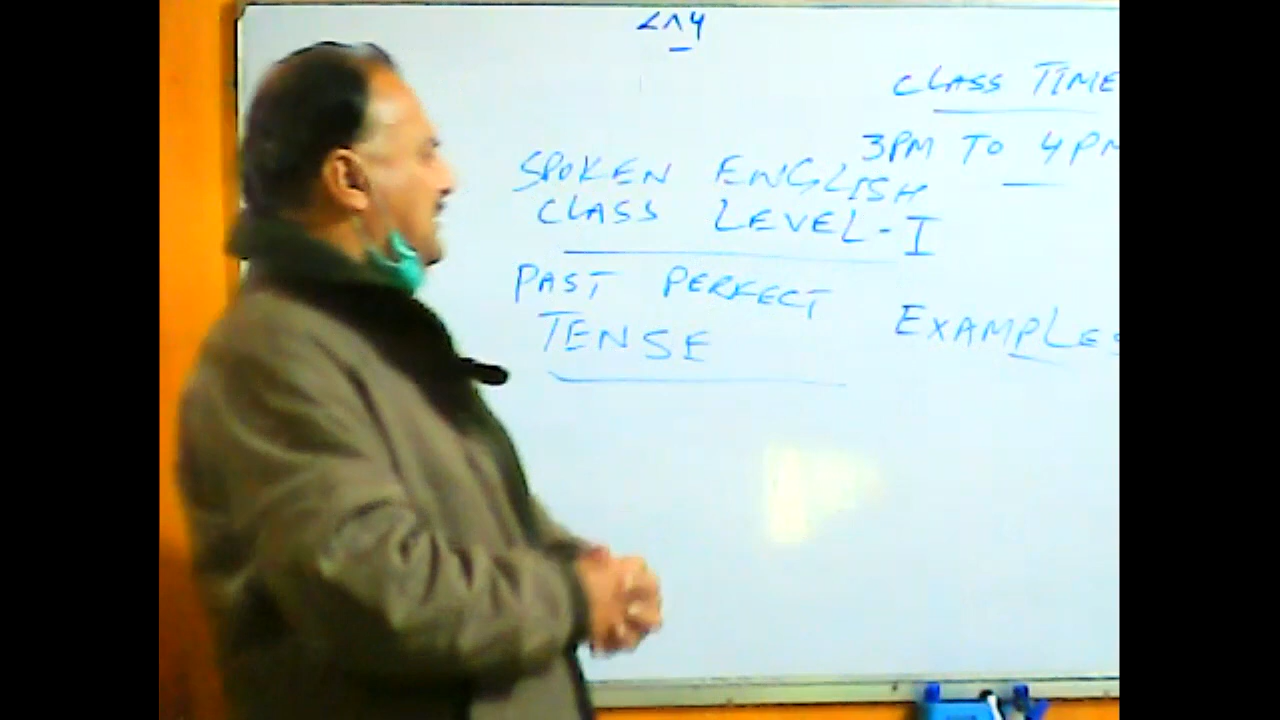 CLASS TIME
3PM TO 4PM
SPOKEN ENGLISH
CLASS LEVEL-I
PAST PERFECT
TENSE
EXAMPLES